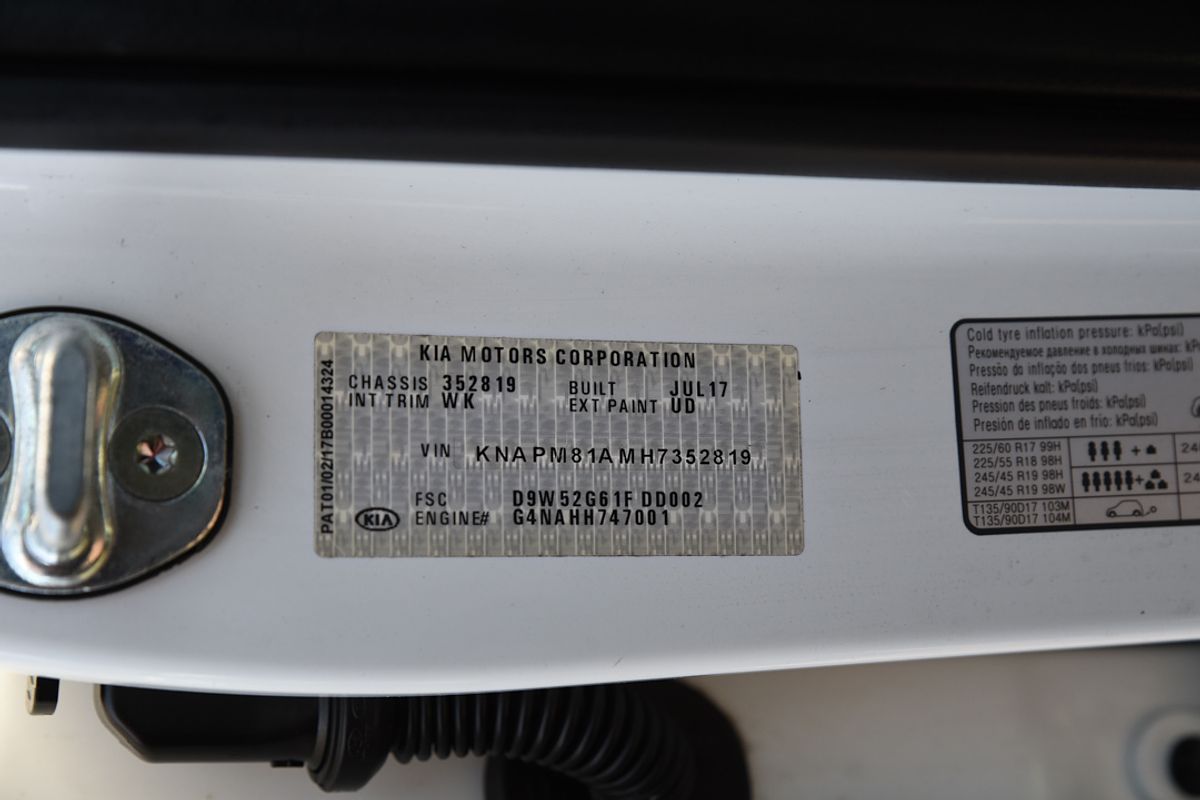 KIA MOTORS CORPORATION
CHASSIS 352819 BUILT JUL17
INT TRIM WK EXT PAINT UD
VIN KNAPM81AMH7352819
FSC D9W52G61F DD002
KIA ENGINE# G4NAHH747001
PAT01/02/17B00014324
Cold tyre inflation pressure: kPa(psi)
Рекомендуемое давление в холодных шинах:
Pressão da inflação dos pneus frios: kPa(psi)
Reifendruck kalt: kPa(psi)
Pression des pneus froids: kPa(psi)
Presión de inflado en frio: kPa(psi)
225/60 R17 99H
225/55 R18 98H
245/45 R19 98H
245/45 R19 98W
T135/90D17 103M
T135/90D17 104M